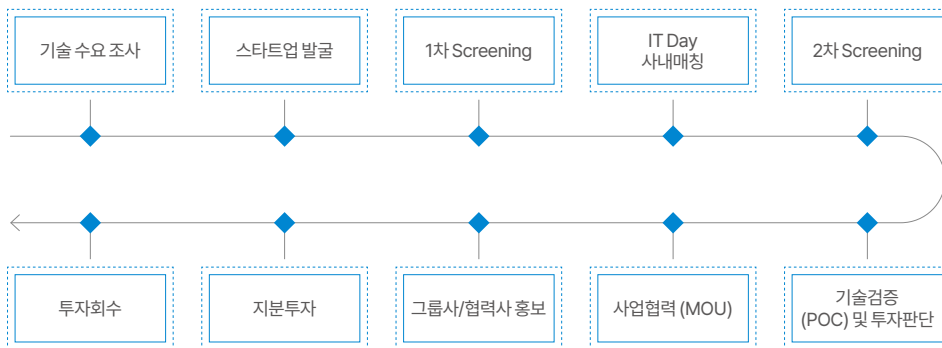 기술 수요 조사
스타트업 발굴
1차 Screening
IT Day
사내매칭
2차 Screening
투자회수
지분투자
그룹사/협력사 홍보
사업협력 (MOU)
기술검증
(POC) 및 투자판단